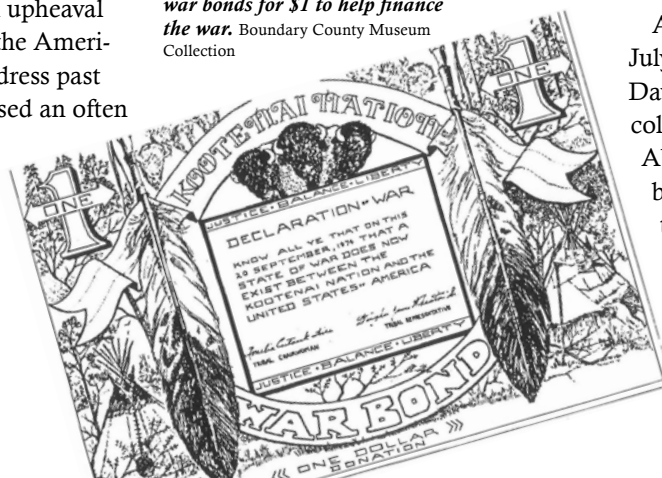 upheaval
the Ameri-
dress past
sed an often
war bonds for $1 to help finance
the war. Boundary County Museum
Collection
July
ONE
1
ONE
1
KOOTENAI NATION
JUSTICE • BALANCE • LIBERTY
DECLARATION OF WAR
KNOW ALL YE THAT ON THIS
20 SEPTEMBER, 1974 THAT A
STATE OF WAR DOES NOW
EXIST BETWEEN THE
KOOTENAI NATION AND THE
UNITED STATES OF AMERICA
TRIBAL CHAIRWOMAN
TRIBAL REPRESENTATIVE
JUSTICE • BALANCE • LIBERTY
WAR BOND
ONE DOLLAR
DONATION